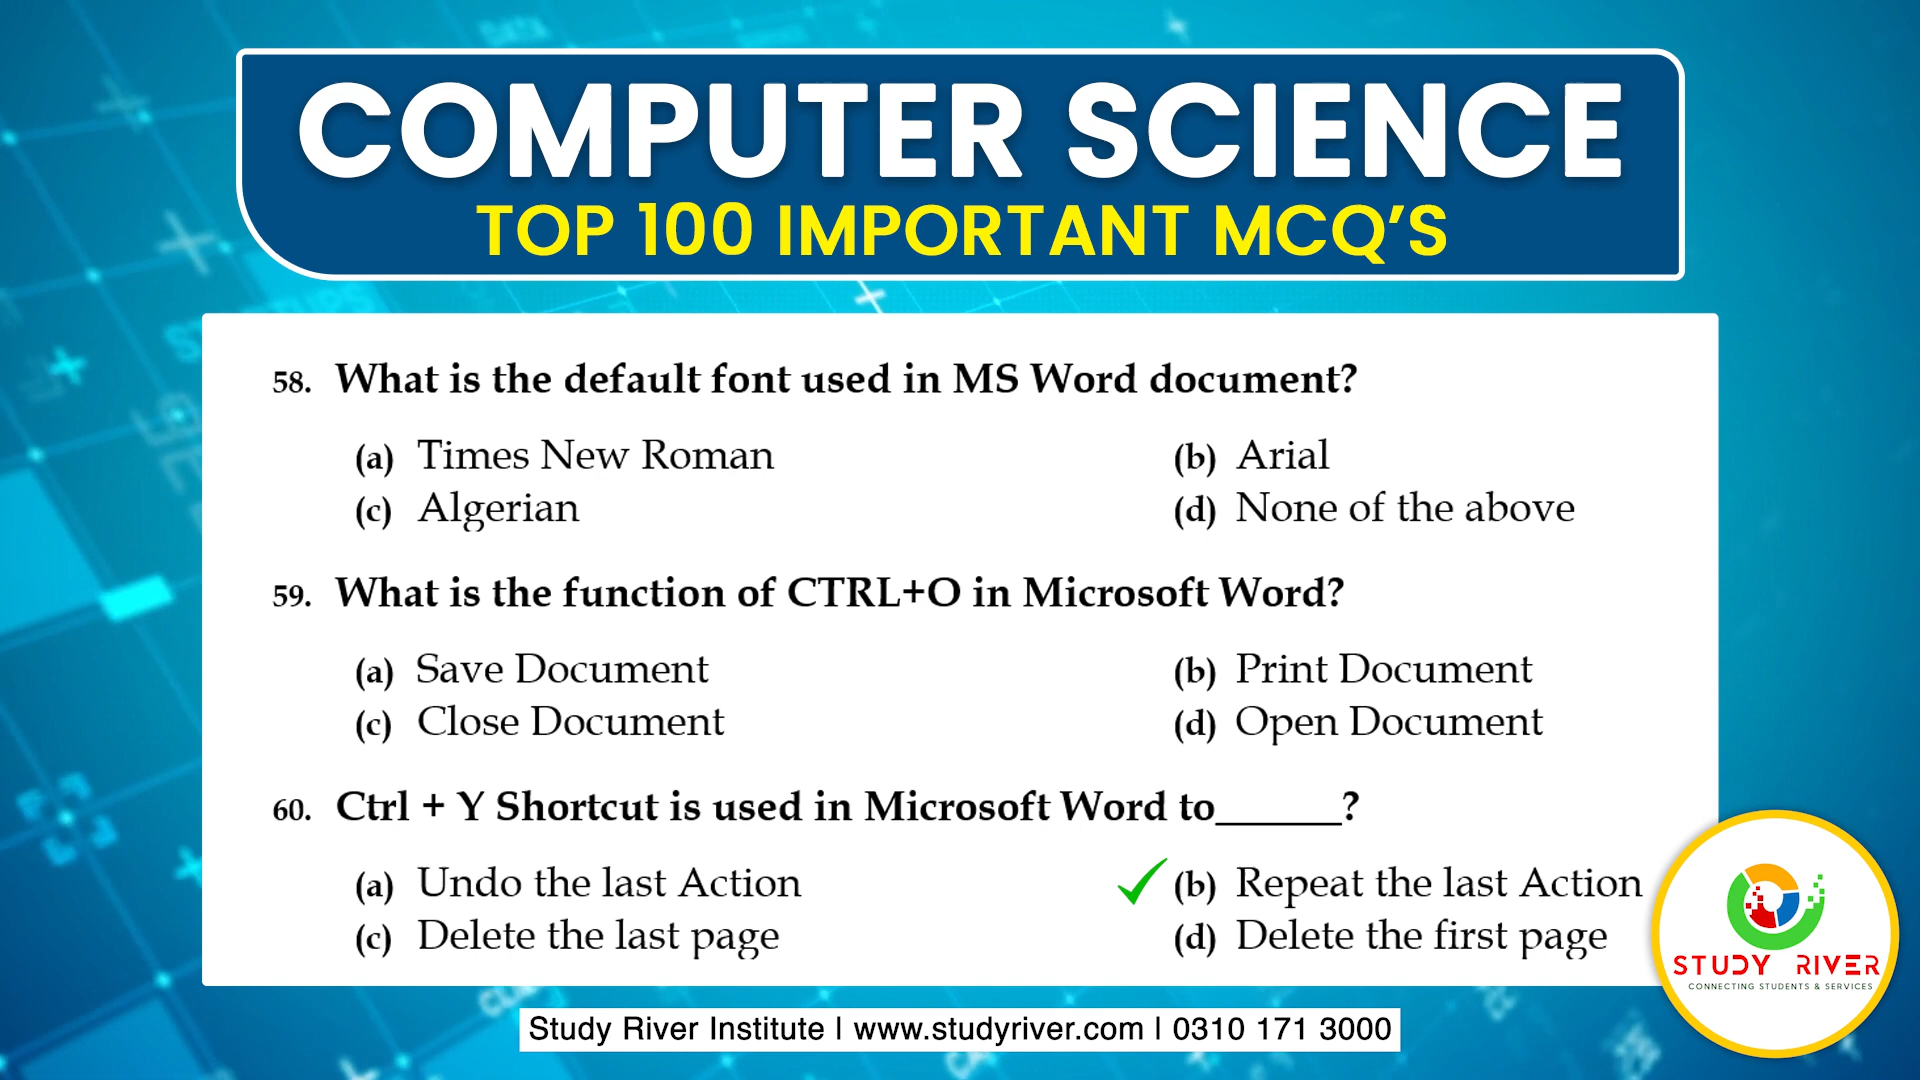 COMPUTER SCIENCE
TOP 100 IMPORTANT MCQ’S
58. What is the default font used in MS Word document?
(a) Times New Roman (b) Arial
(c) Algerian (d) None of the above
59. What is the function of CTRL+O in Microsoft Word?
(a) Save Document (b) Print Document
(c) Close Document (d) Open Document
60. Ctrl + Y Shortcut is used in Microsoft Word to______?
(a) Undo the last Action ✓ (b) Repeat the last Action
(c) Delete the last page (d) Delete the first page
STUDY RIVER
CONNECTING STUDENTS & SERVICES
Study River Institute | www.studyriver.com | 0310 171 3000